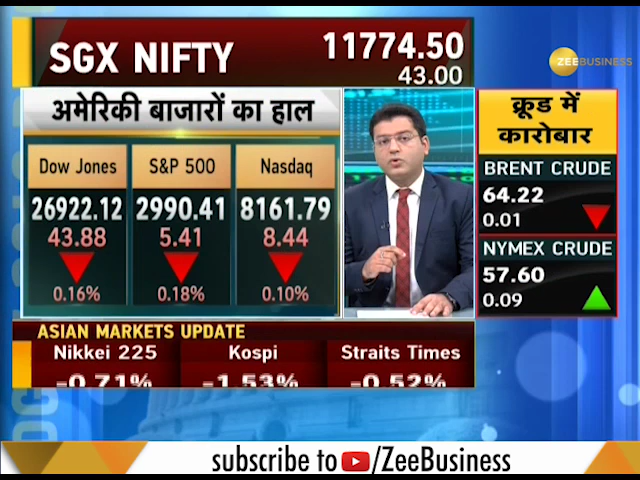 SGX NIFTY
11774.50
43.00
ZEEBUSINESS
अमेरिकी बाजारों का हाल
Dow Jones
26922.12
43.88
0.16%
S&P 500
2990.41
5.41
0.18%
Nasdaq
8161.79
8.44
0.10%
क्रूड में
कारोबार
BRENT CRUDE
64.22
0.01
NYMEX CRUDE
57.60
0.09
ASIAN MARKETS UPDATE
Nikkei 225
-0.71%
Kospi
-1.53%
Straits Times
-0.52%
subscribe to /ZeeBusiness